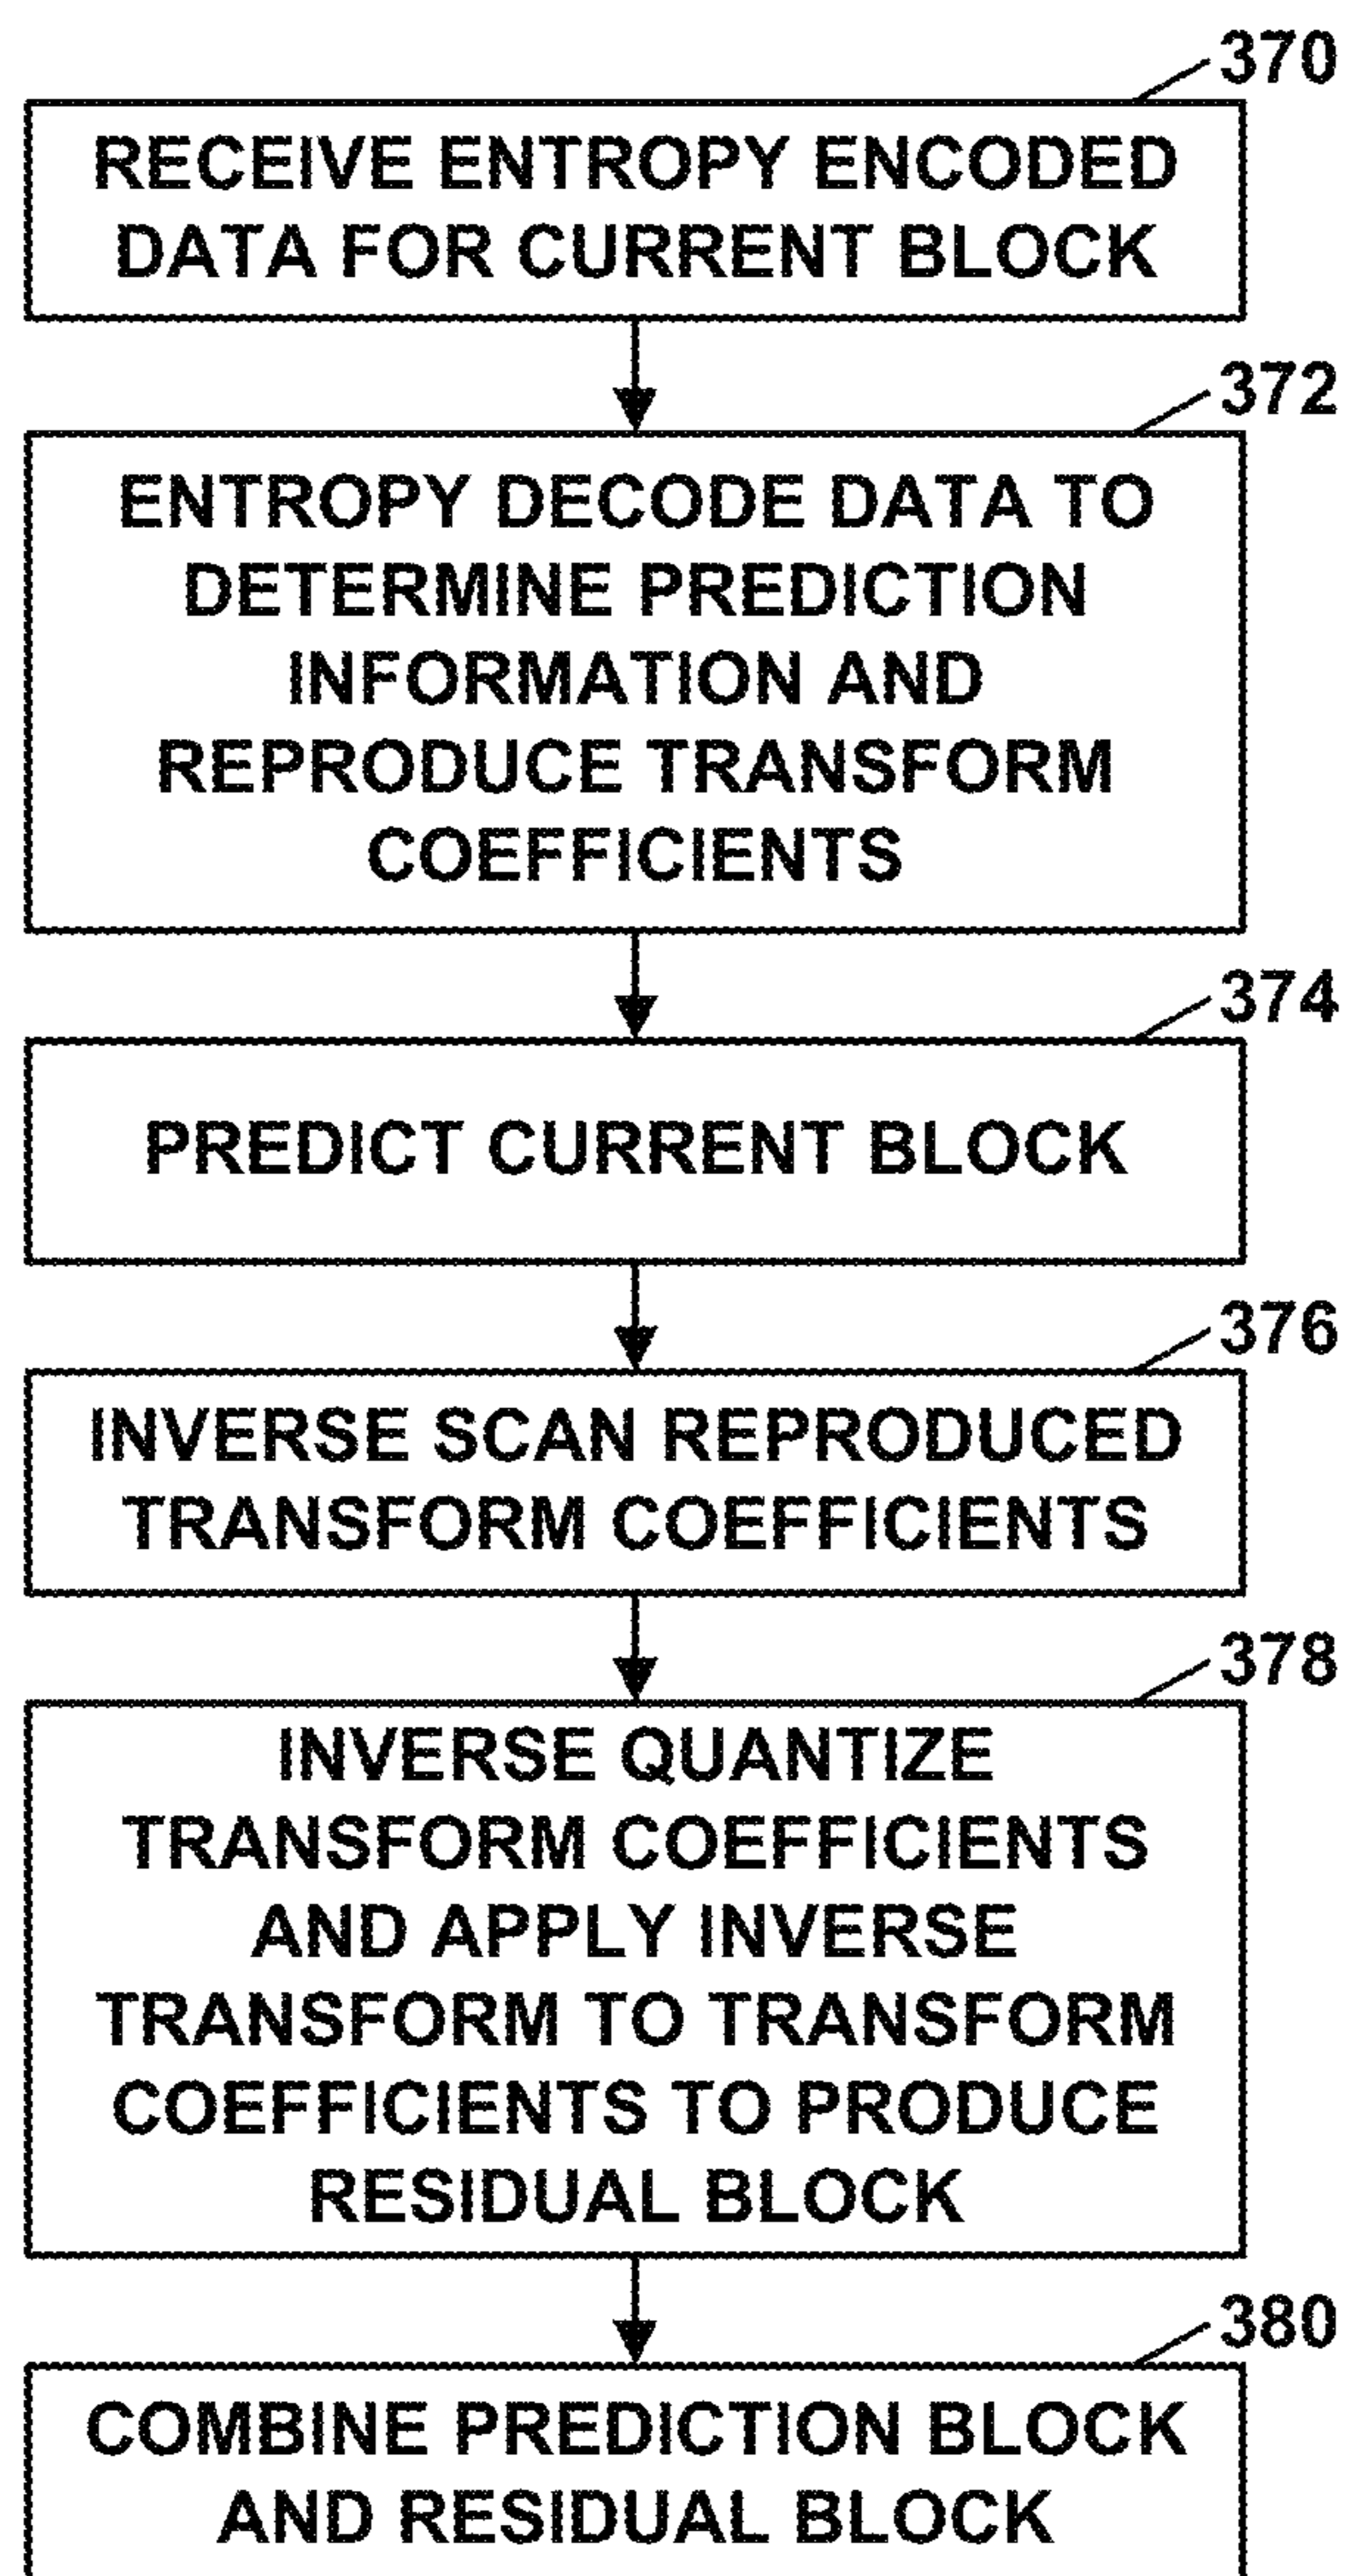 370
RECEIVE ENTROPY ENCODED
DATA FOR CURRENT BLOCK
372
ENTROPY DECODE DATA TO
DETERMINE PREDICTION
INFORMATION AND
REPRODUCE TRANSFORM
COEFFICIENTS
374
PREDICT CURRENT BLOCK
376
INVERSE SCAN REPRODUCED
TRANSFORM COEFFICIENTS
378
INVERSE QUANTIZE
TRANSFORM COEFFICIENTS
AND APPLY INVERSE
TRANSFORM TO TRANSFORM
COEFFICIENTS TO PRODUCE
RESIDUAL BLOCK
380
COMBINE PREDICTION BLOCK
AND RESIDUAL BLOCK